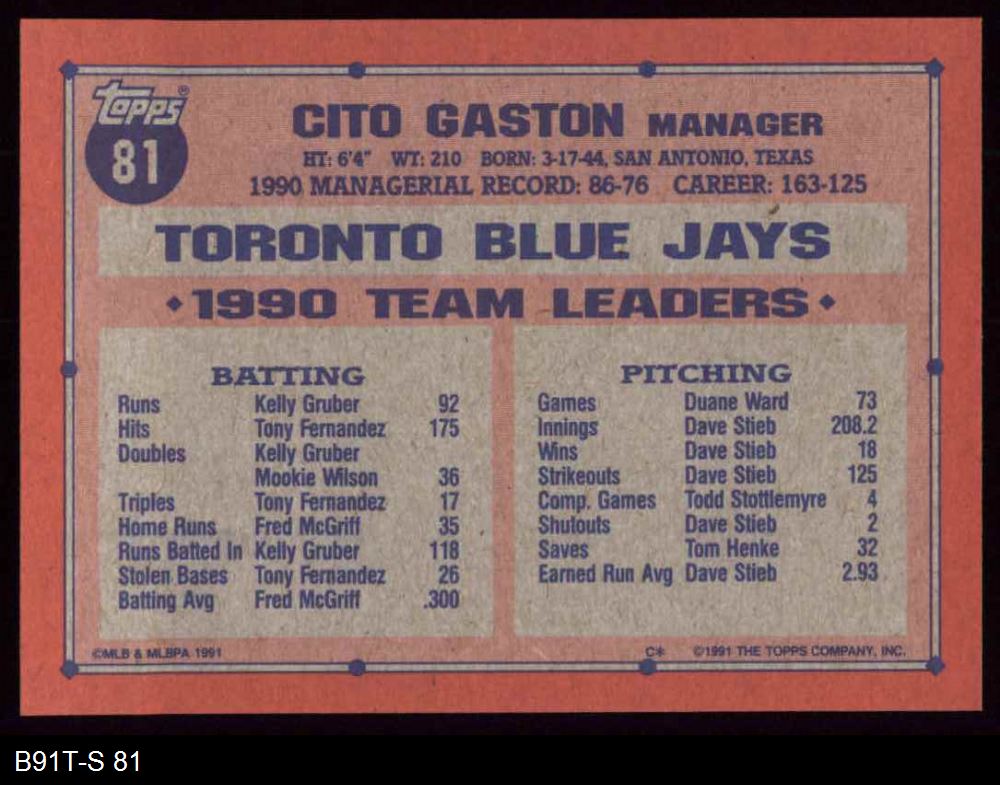 topps®
81
CITO GASTON MANAGER
HT: 6'4" WT: 210 BORN: 3-17-44, SAN ANTONIO, TEXAS
1990 MANAGERIAL RECORD: 86-76 CAREER: 163-125
TORONTO BLUE JAYS
♦1990 TEAM LEADERS♦
BATTING
Runs Kelly Gruber 92
Hits Tony Fernandez 175
Doubles Kelly Gruber
Mookie Wilson 36
Triples Tony Fernandez 17
Home Runs Fred McGriff 35
Runs Batted In Kelly Gruber 118
Stolen Bases Tony Fernandez 26
Batting Avg Fred McGriff .300
PITCHING
Games Duane Ward 73
Innings Dave Stieb 208.2
Wins Dave Stieb 18
Strikeouts Dave Stieb 125
Comp. Games Todd Stottlemyre 4
Shutouts Dave Stieb 2
Saves Tom Henke 32
Earned Run Avg Dave Stieb 2.93
©MLB & MLBPA 1991
C* ©1991 THE TOPPS COMPANY, INC.
B91T-S 81